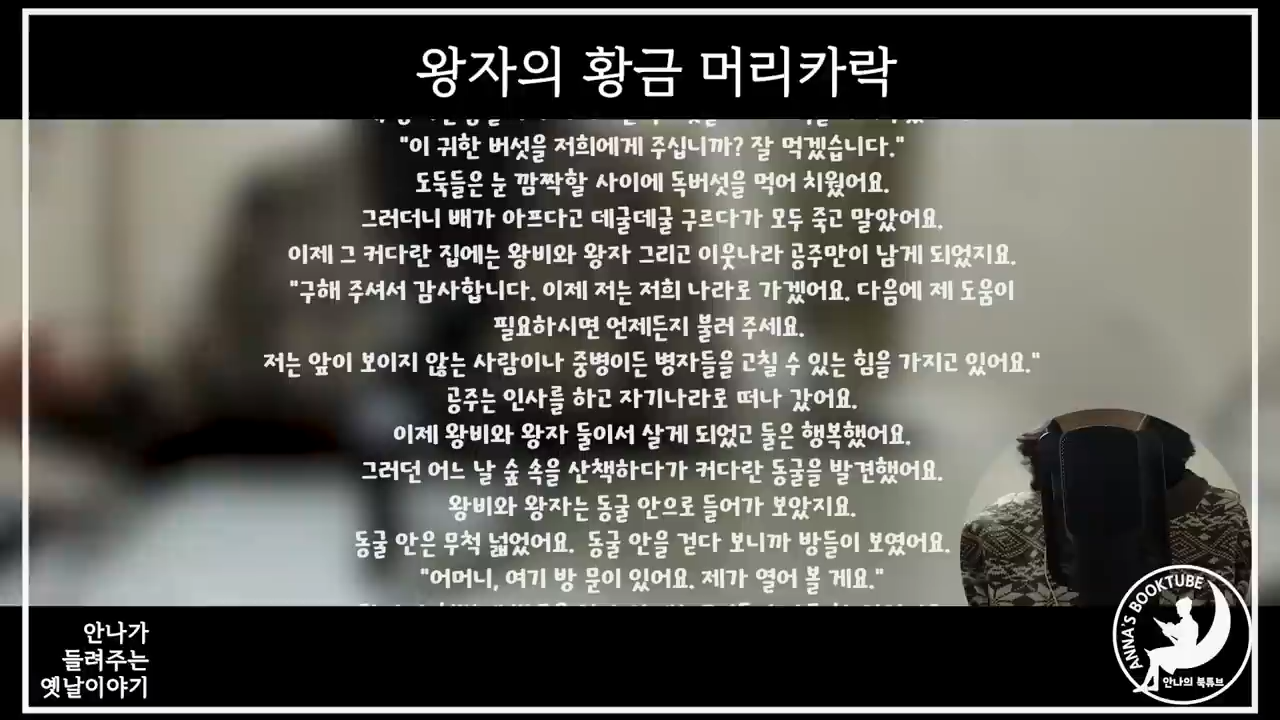 왕자의 황금 머리카락
"이 귀한 버섯을 저희에게 주십니까? 잘 먹겠습니다."
도둑들은 눈 깜짝할 사이에 독버섯을 먹어 치웠어요.
그러더니 배가 아프다고 데굴데굴 구르다가 모두 죽고 말았어요.
이제 그 커다란 집에는 왕비와 왕자 그리고 이웃나라 공주만이 남게 되었지요.
"구해 주셔서 감사합니다. 이제 저는 저희 나라로 가겠어요. 다음에 제 도움이
필요하시면 언제든지 불러 주세요.
저는 앞이 보이지 않는 사람이나 중병이든 병자들을 고칠 수 있는 힘을 가지고 있어요."
공주는 인사를 하고 자기나라로 떠나 갔어요.
이제 왕비와 왕자 둘이서 살게 되었고 둘은 행복했어요.
그러던 어느 날 숲 속을 산책하다가 커다란 동굴을 발견했어요.
왕비와 왕자는 동굴 안으로 들어가 보았지요.
동굴 안은 무척 넓었어요. 동굴 안을 걷다 보니까 방들이 보였어요.
"어머니, 여기 방 문이 있어요. 제가 열어 볼 게요."
안나가
들려주는
옛날이야기
ANNA'S BOOKTUBE
안나의 북튜브